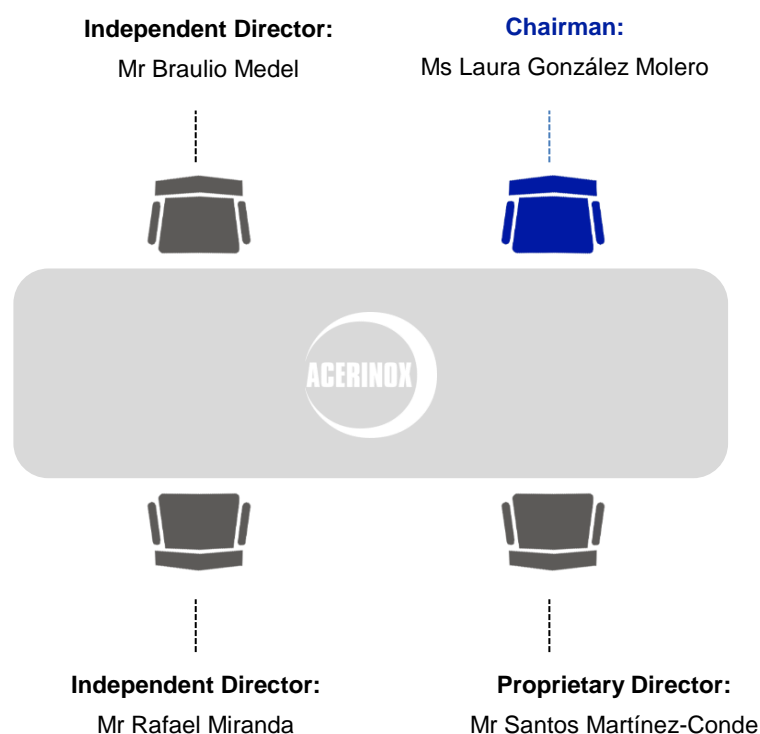 Independent Director:
Mr Braulio Medel
Chairman:
Ms Laura González Molero
ACERINOX
Independent Director:
Mr Rafael Miranda
Proprietary Director:
Mr Santos Martínez-Conde